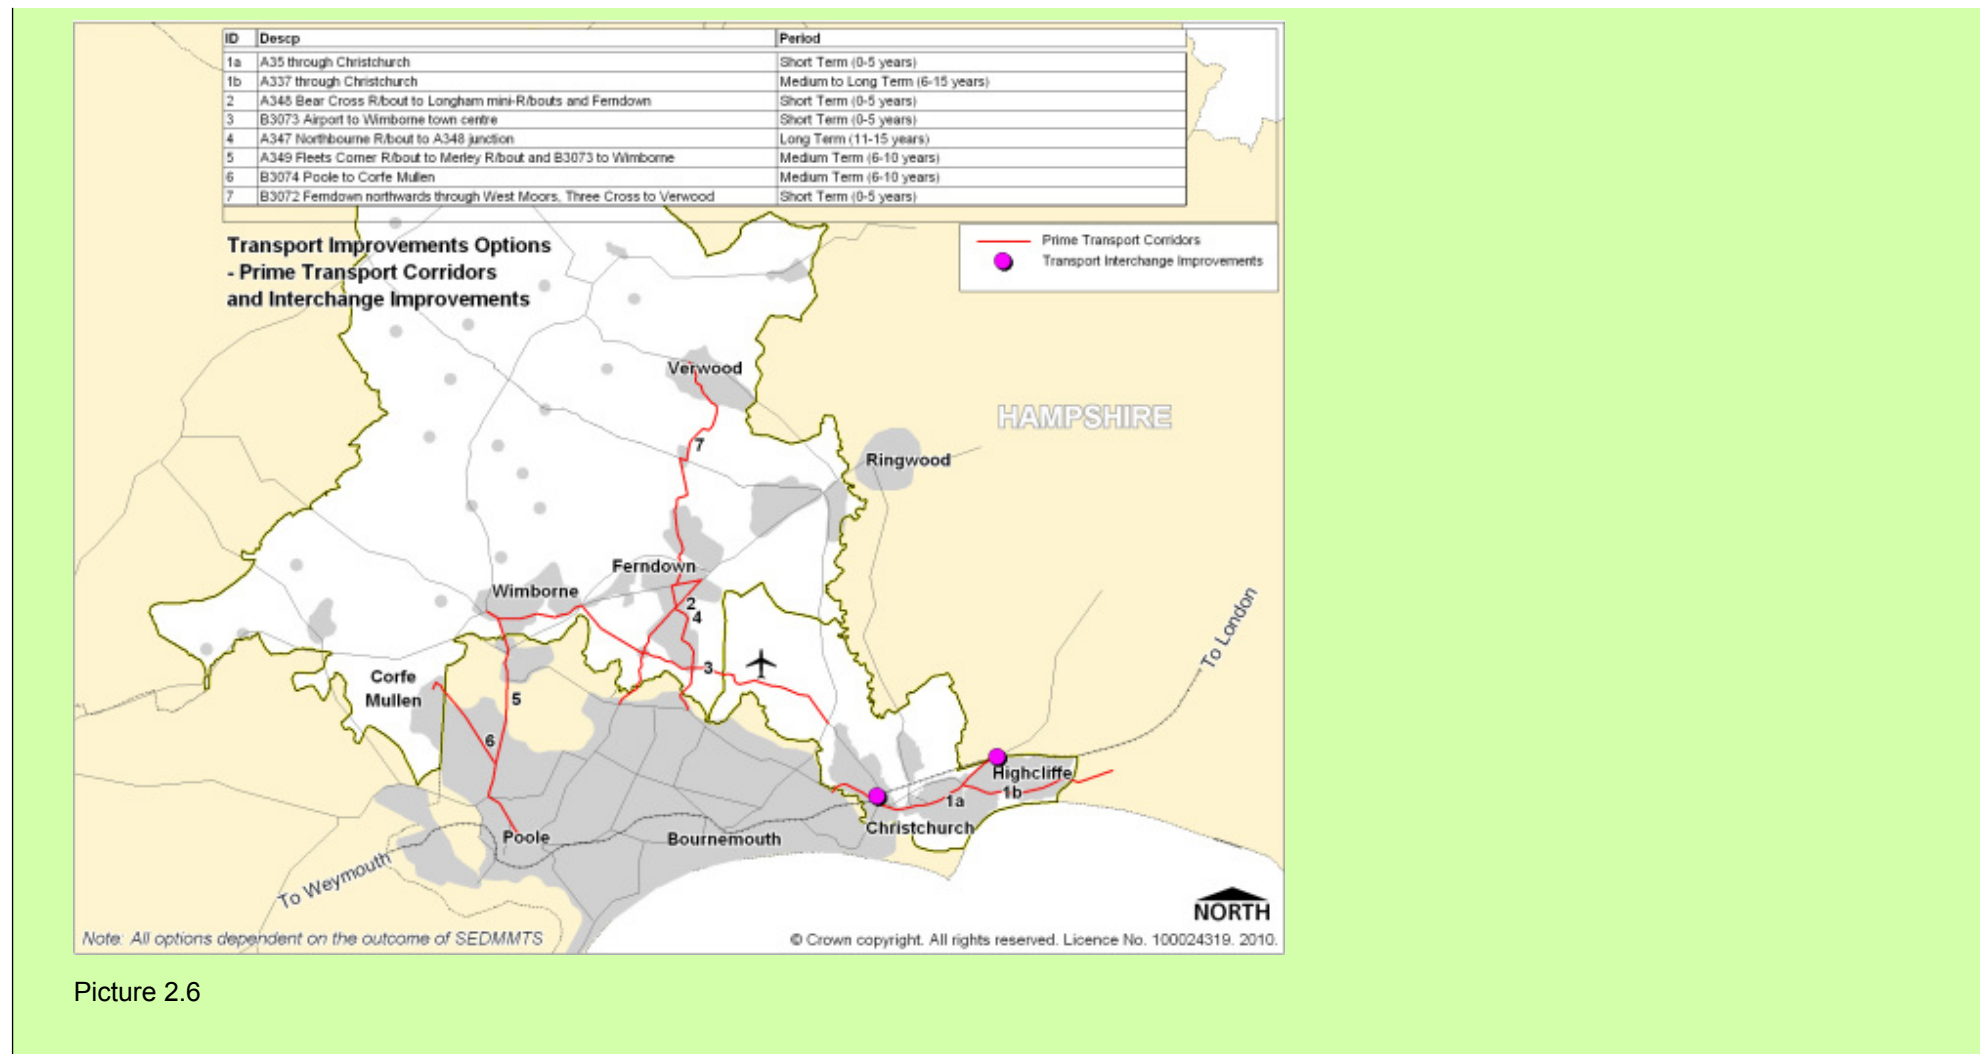 ID Descp Period
1a A35 through Christchurch Short Term (0-5 years)
1b A337 through Christchurch Medium to Long Term (6-15 years)
2 A348 Bear Cross R/bout to Longham mini-R/bouts and Ferndown Short Term (0-5 years)
3 B3073 Airport to Wimborne town centre Short Term (0-5 years)
4 A347 Northbourne R/bout to A348 junction Long Term (11-15 years)
5 A349 Fleets Corner R/bout to Merley R/bout and B3073 to Wimborne Medium Term (6-10 years)
6 B3074 Poole to Corfe Mullen Medium Term (6-10 years)
7 B3072 Ferndown northwards through West Moors, Three Cross to Verwood Short Term (0-5 years)
Transport Improvements Options
- Prime Transport Corridors
and Interchange Improvements
Prime Transport Corridors
Transport Interchange Improvements
Verwood
HAMPSHIRE
7
Ringwood
Ferndown
Wimborne
2
4
To London
3
Corfe
Mullen
5
6
Highcliffe
1b
1a
Christchurch
Poole
Bournemouth
To Weymouth
NORTH
Note: All options dependent on the outcome of SEDMMTS
© Crown copyright. All rights reserved. Licence No. 100024319. 2010.
Picture 2.6